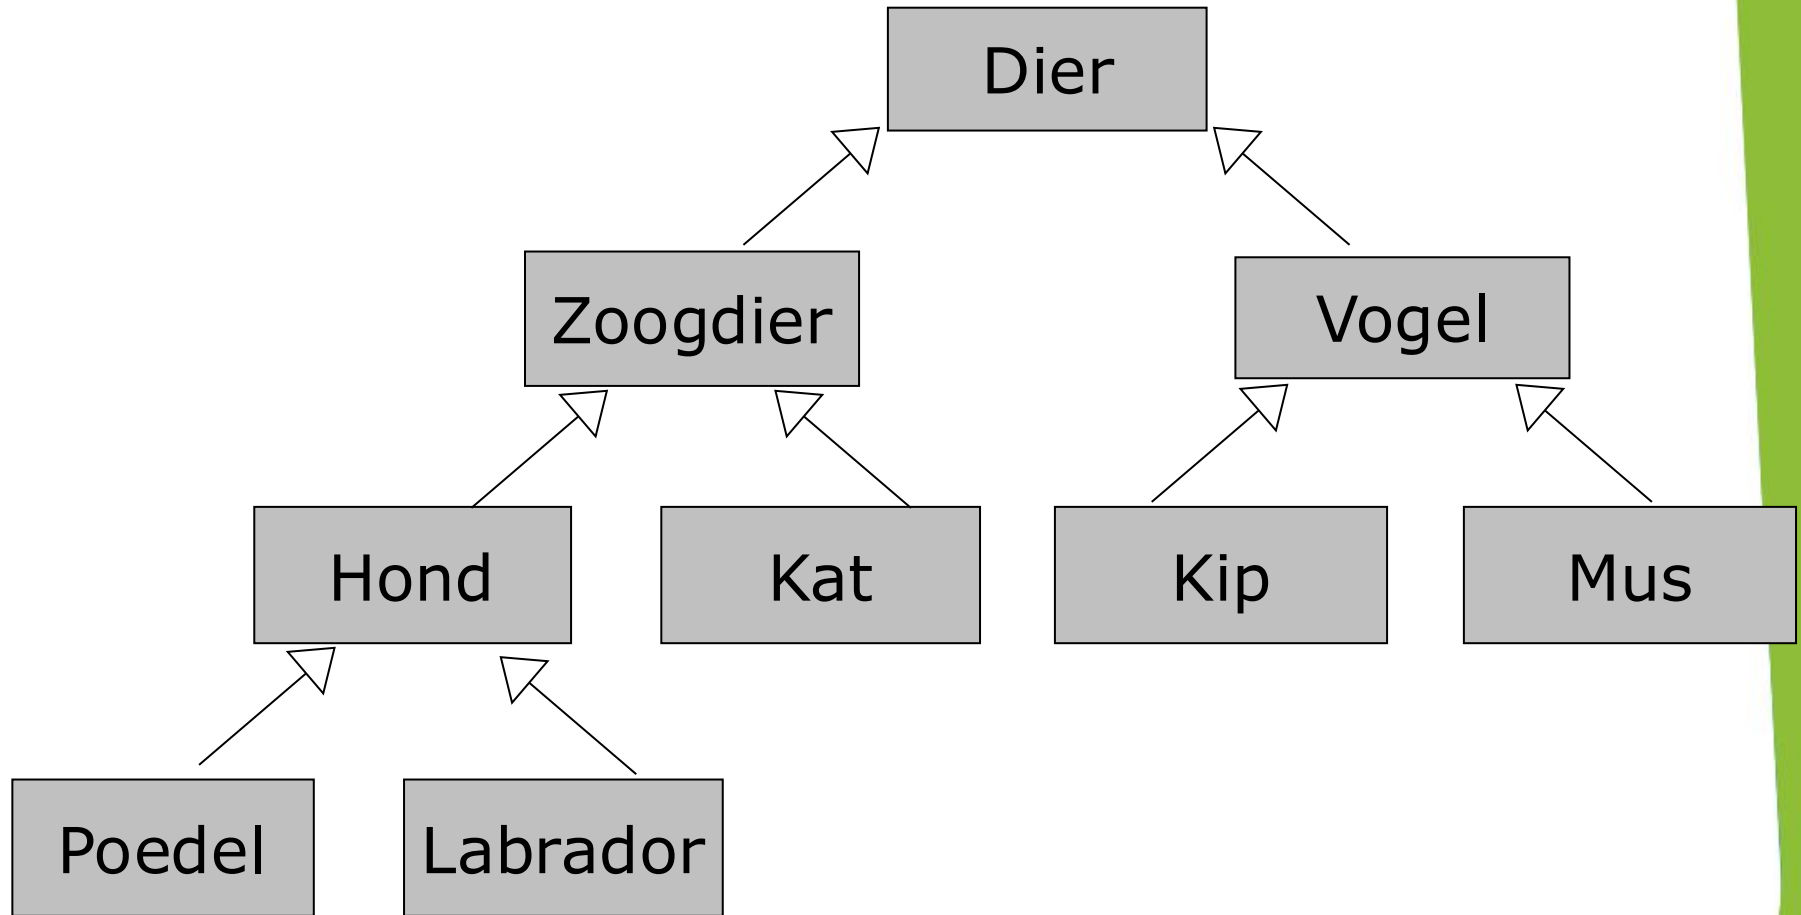 Dier
Zoogdier
Vogel
Hond
Kat
Kip
Mus
Poedel
Labrador